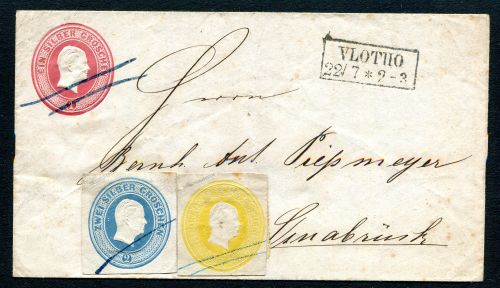 EIN SILBER GROSCHEN
VLOTHO
22/7 * 2-3
Herrn
Bernh. Ant. Piepmeyer
Osnabrück
ZWEI SILBER GROSCHEN
2